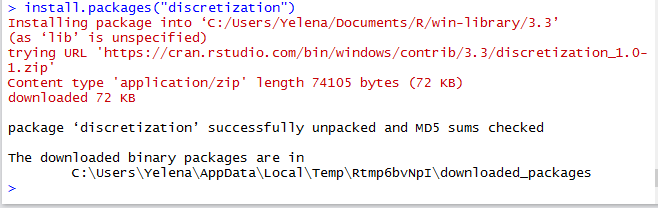 > install.packages("discretization")
Installing package into ‘C:/Users/Yelena/Documents/R/win-library/3.3’
(as ‘lib’ is unspecified)
trying URL 'https://cran.rstudio.com/bin/windows/contrib/3.3/discretization_1.0-
1.zip'
Content type 'application/zip' length 74105 bytes (72 KB)
downloaded 72 KB
package ‘discretization’ successfully unpacked and MD5 sums checked
The downloaded binary packages are in
C:\Users\Yelena\AppData\Local\Temp\Rtmp6bvNpI\downloaded_packages
>